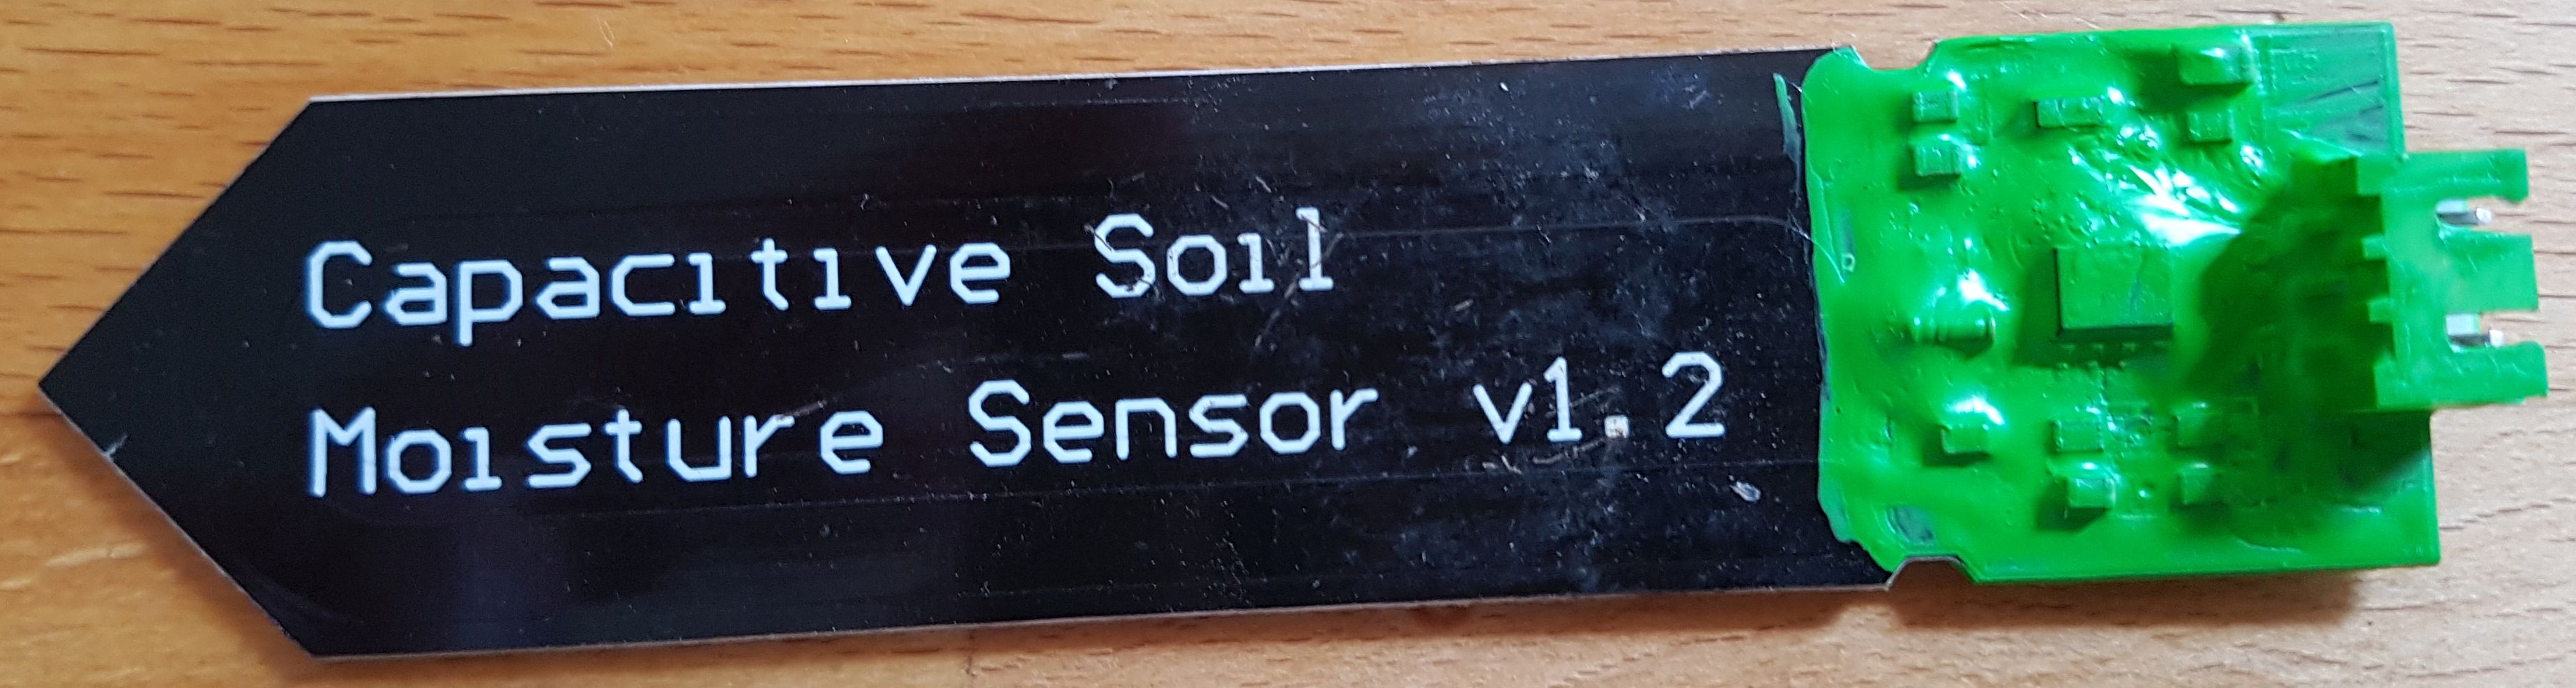 Capacitive Soil
Moisture Sensor v1.2